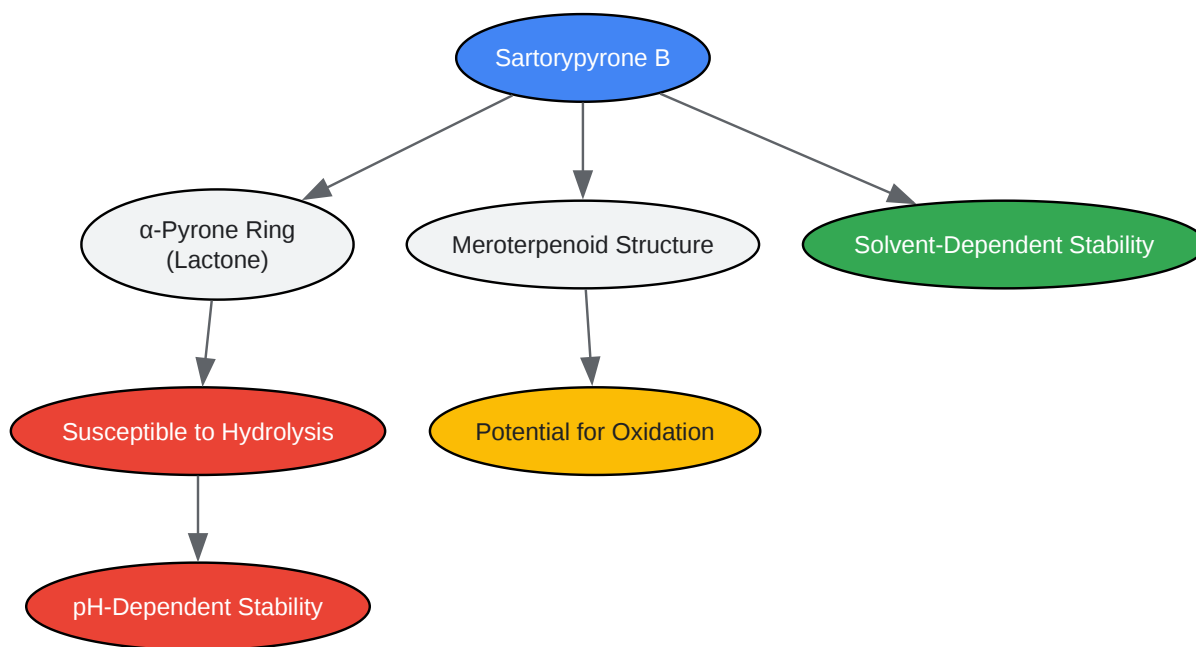 Sartorypyrone B
α-Pyrone Ring
(Lactone)
Meroterpenoid Structure
Solvent-Dependent Stability
Susceptible to Hydrolysis
Potential for Oxidation
pH-Dependent Stability